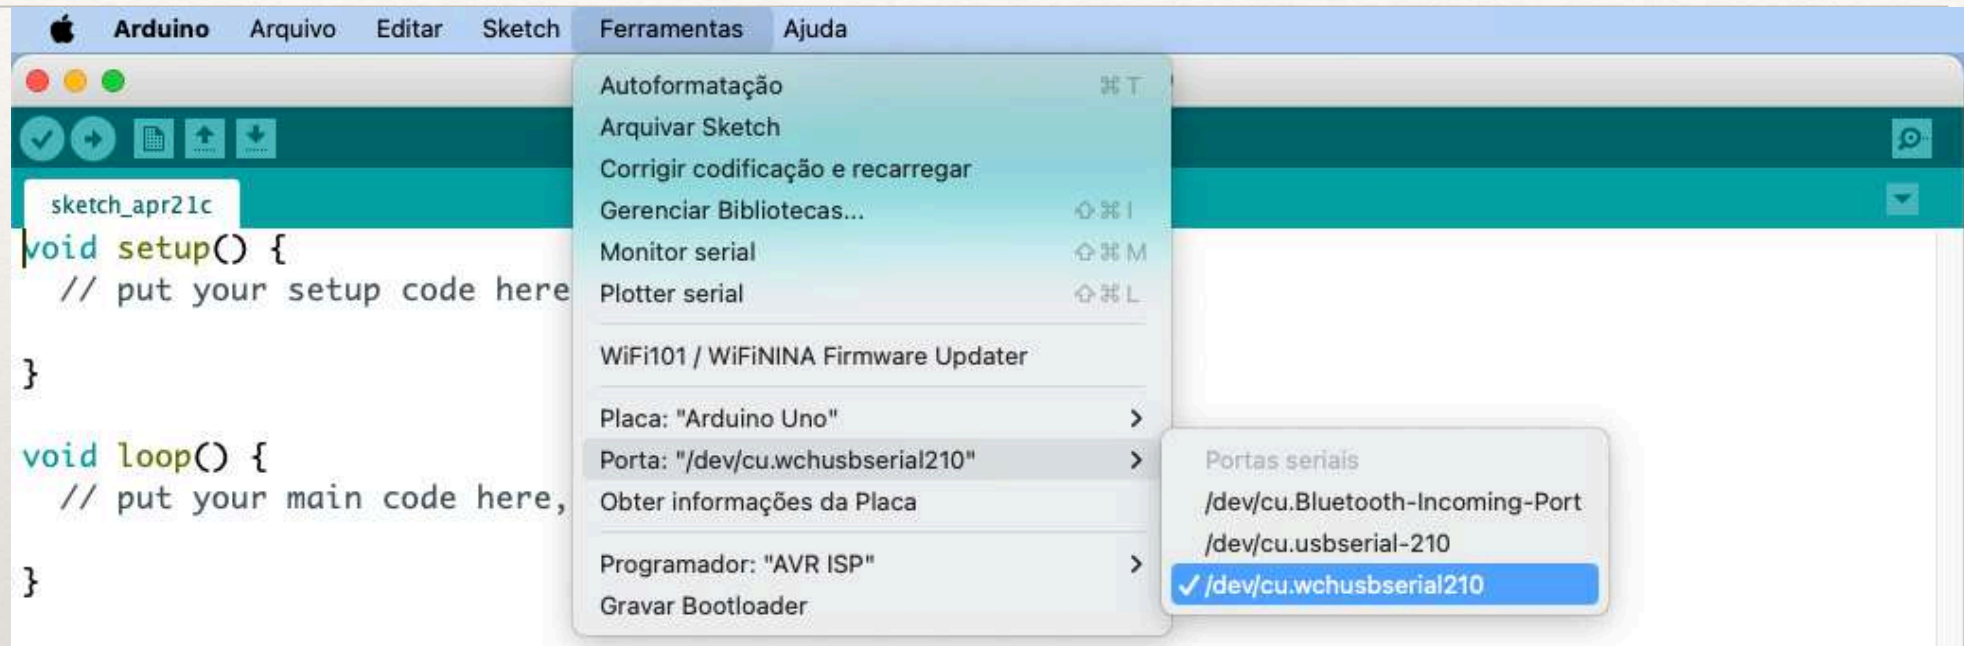 Arduino Arquivo Editar Sketch Ferramentas Ajuda
Autoformatação ⌘ T
Arquivar Sketch
Corrigir codificação e recarregar
Gerenciar Bibliotecas... ⇧ ⌘ I
Monitor serial ⇧ ⌘ M
Plotter serial ⇧ ⌘ L
WiFi101 / WiFiNINA Firmware Updater
Placa: "Arduino Uno"
Porta: "/dev/cu.wchusbserial210"
Obter informações da Placa
Programador: "AVR ISP"
Gravar Bootloader
Portas seriais
/dev/cu.Bluetooth-Incoming-Port
/dev/cu.usbserial-210
✓ /dev/cu.wchusbserial210
sketch_apr21c
void setup() {
// put your setup code here
}
void loop() {
// put your main code here,
}